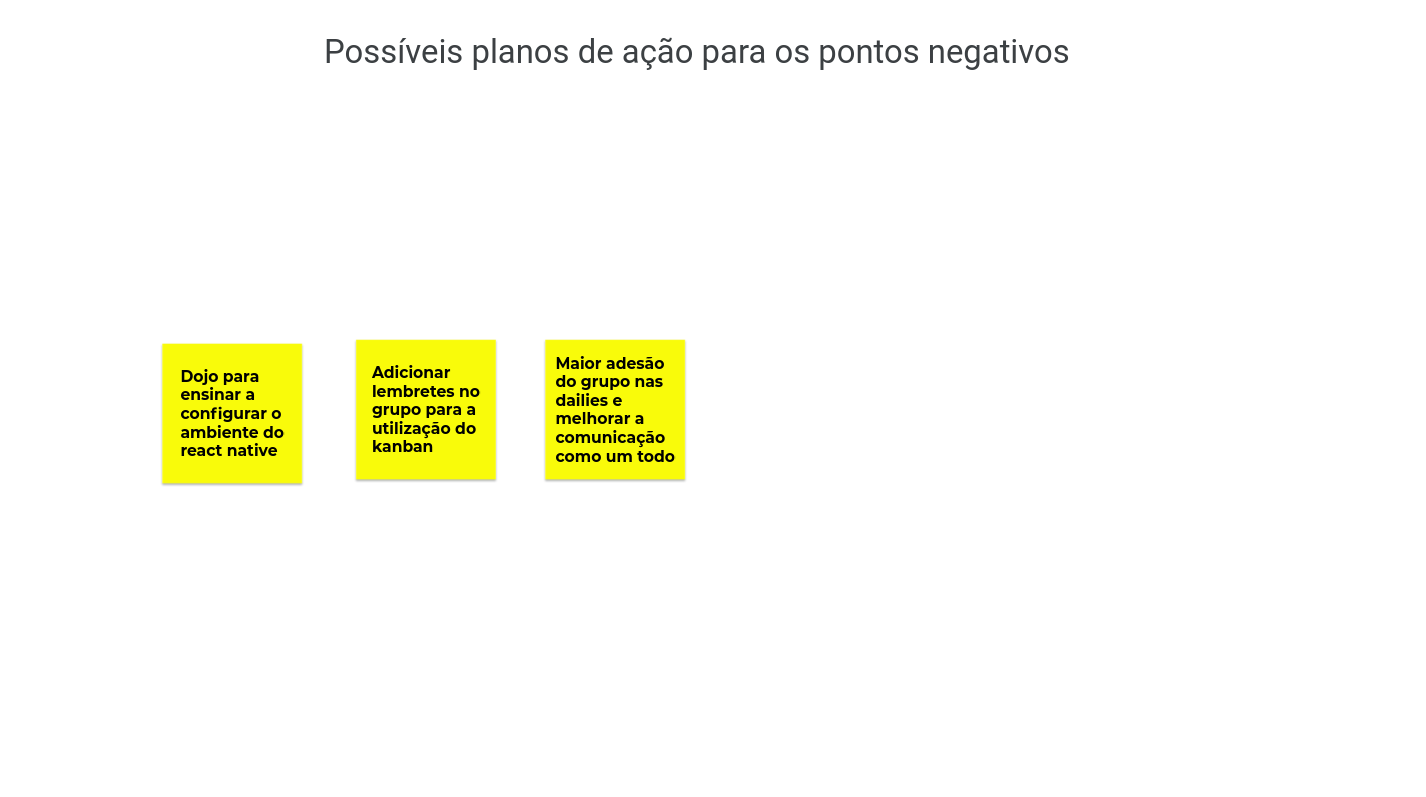 Possíveis planos de ação para os pontos negativos
Dojo para
ensinar a
configurar o
ambiente do
react native
Adicionar
lembretes no
grupo para a
utilização do
kanban
Maior adesão
do grupo nas
dailies e
melhorar a
comunicação
como um todo